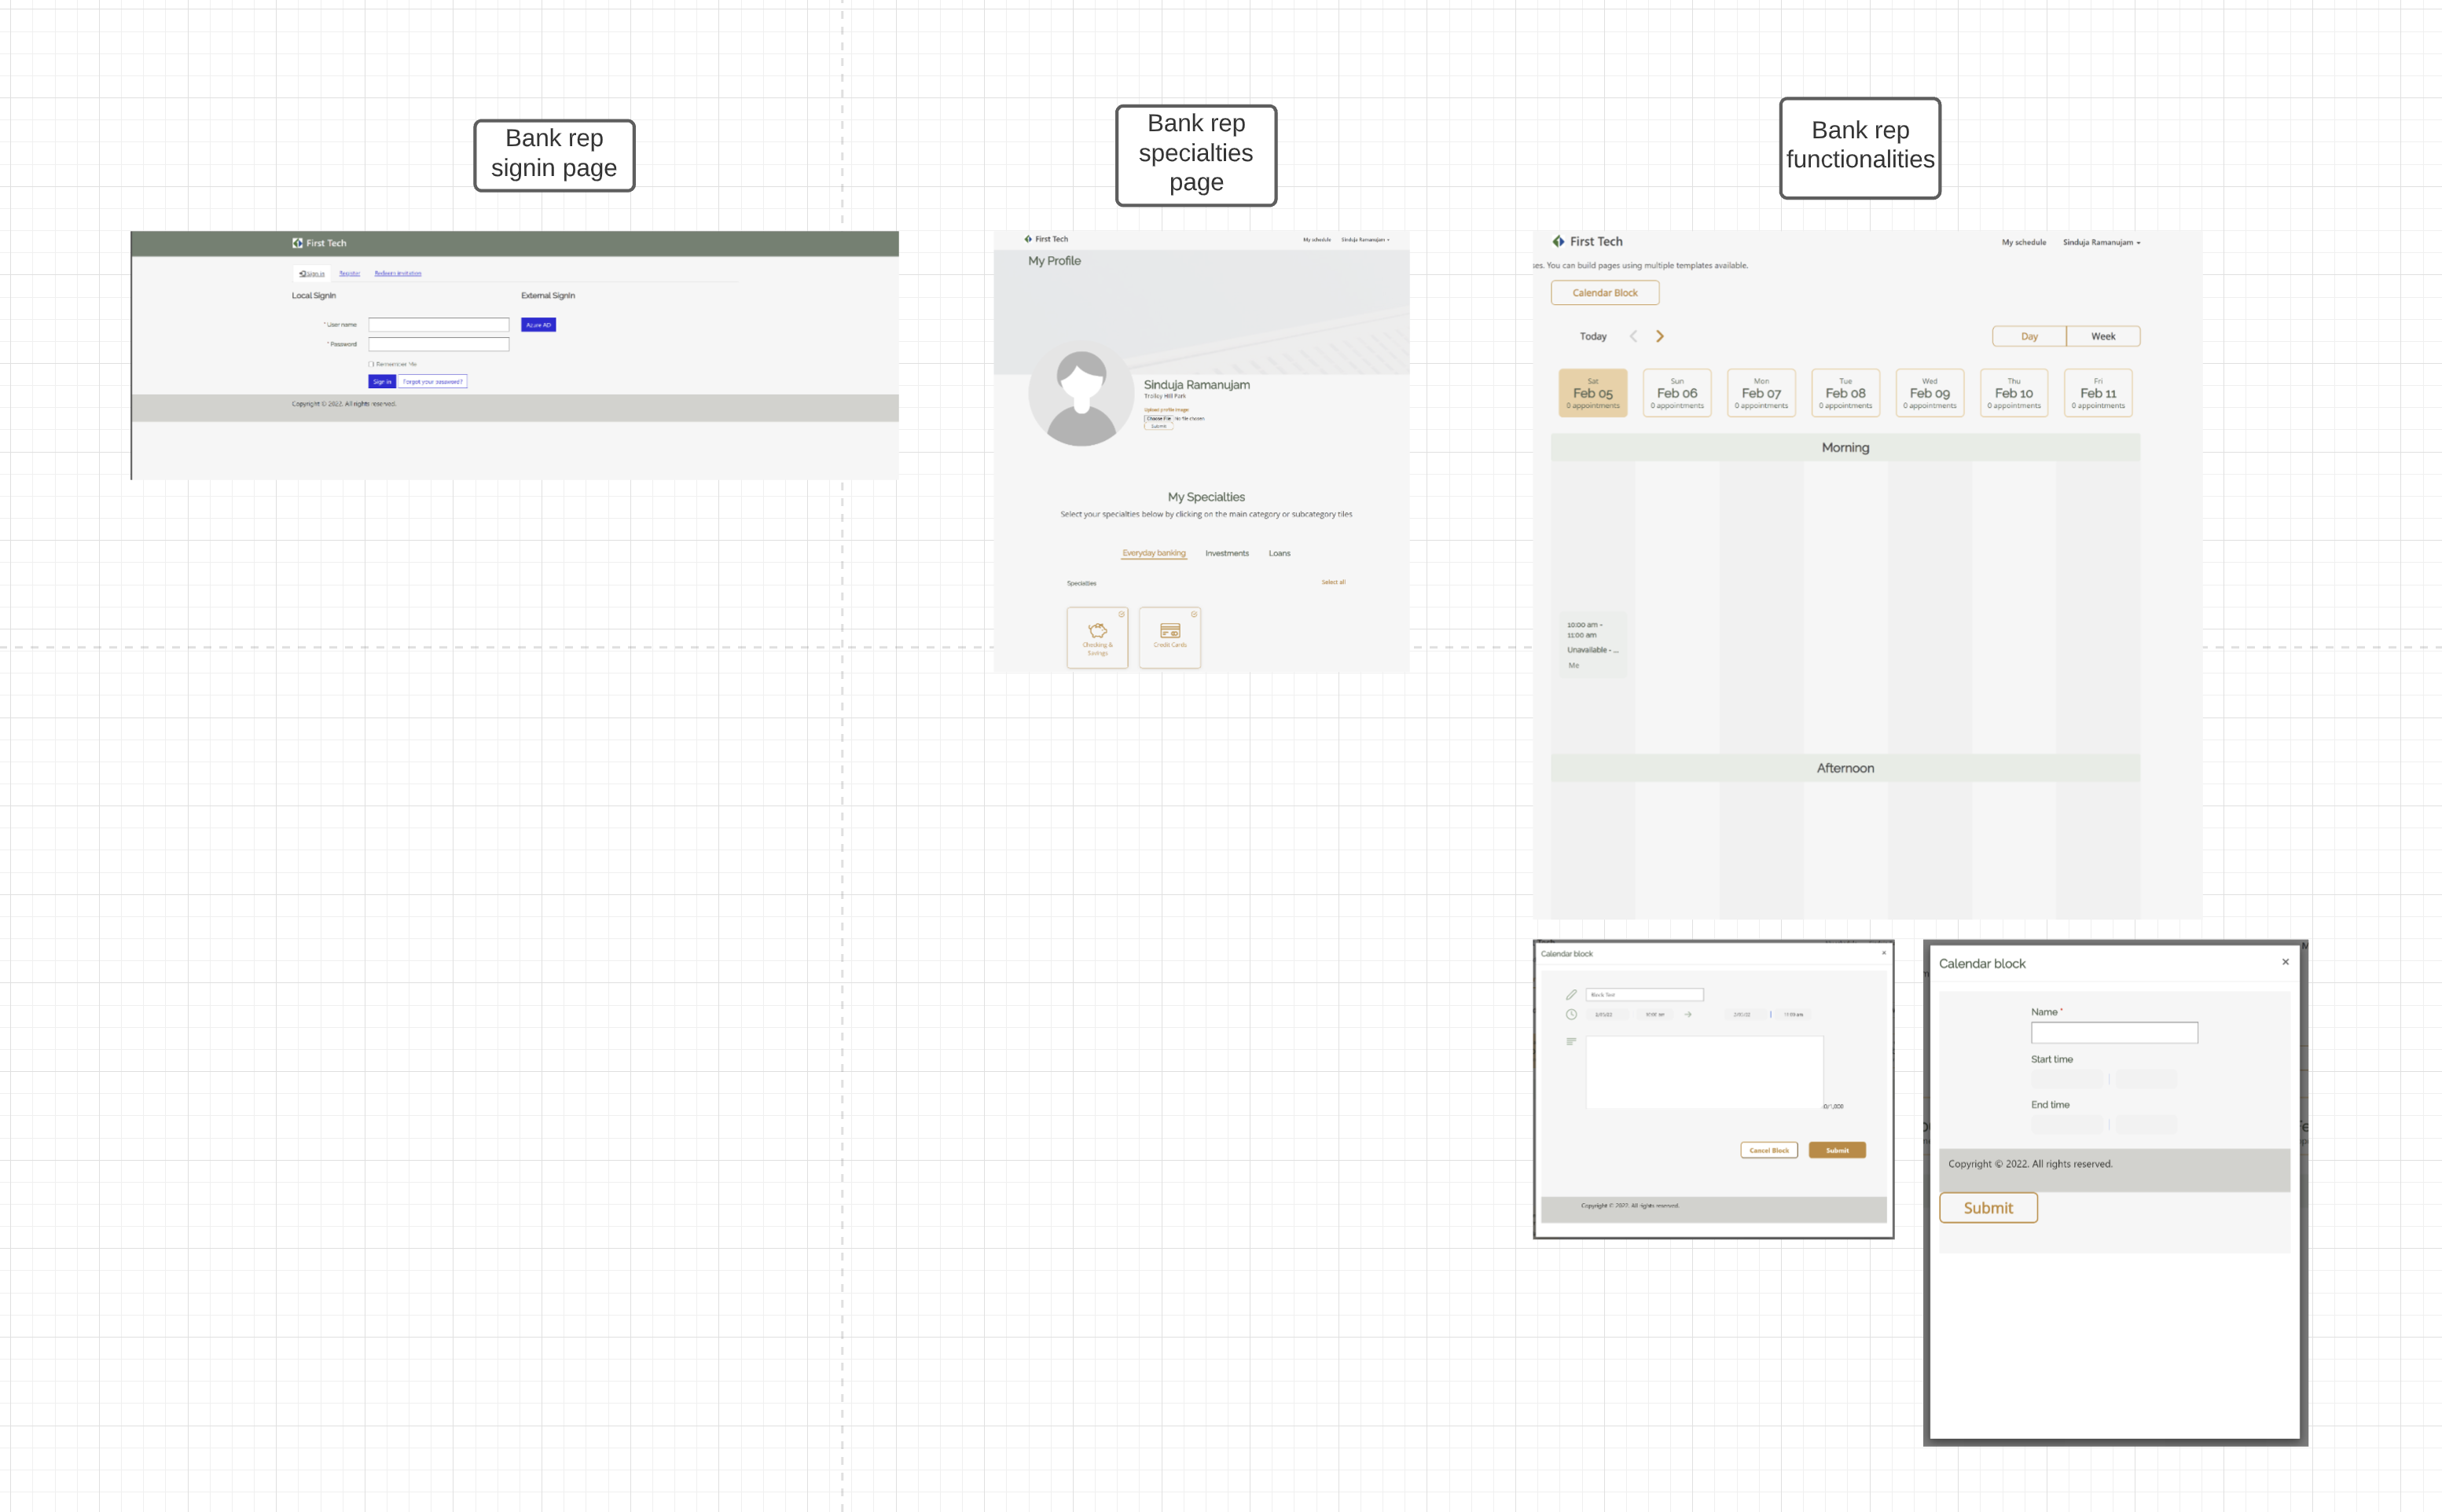 Bank rep
signin page
First Tech
Sign in
Register
Redeem invitation
Local SignIn
External SignIn
* User name
Azure AD
* Password
Remember Me
Sign in
Forgot your password?
Copyright © 2022. All rights reserved.
Bank rep
specialties
page
First Tech
My schedule
Sinduja Ramanujam
My Profile
Sinduja Ramanujam
Trolley Hill Park
Upload profile image:
Choose File No file chosen
Submit
My Specialties
Select your specialties below by clicking on the main category or subcategory tiles
Everyday banking
Investments
Loans
Specialties
Select all
Checking &
Savings
Credit Cards
Bank rep
functionalities
First Tech
My schedule
Sinduja Ramanujam
es. You can build pages using multiple templates available.
Calendar Block
Today
Day
Week
Sat
Feb 05
0 appointments
Sun
Feb 06
0 appointments
Mon
Feb 07
0 appointments
Tue
Feb 08
0 appointments
Wed
Feb 09
0 appointments
Thu
Feb 10
0 appointments
Fri
Feb 11
0 appointments
Morning
10:00 am -
11:00 am
Unavailable - ...
Me
Afternoon
Calendar block
×
Block Test
10:00 am
11:00 am
0/1,000
Cancel Block
Submit
Copyright © 2022. All rights reserved.
Calendar block
×
Name *
Start time
End time
Copyright © 2022. All rights reserved.
Submit